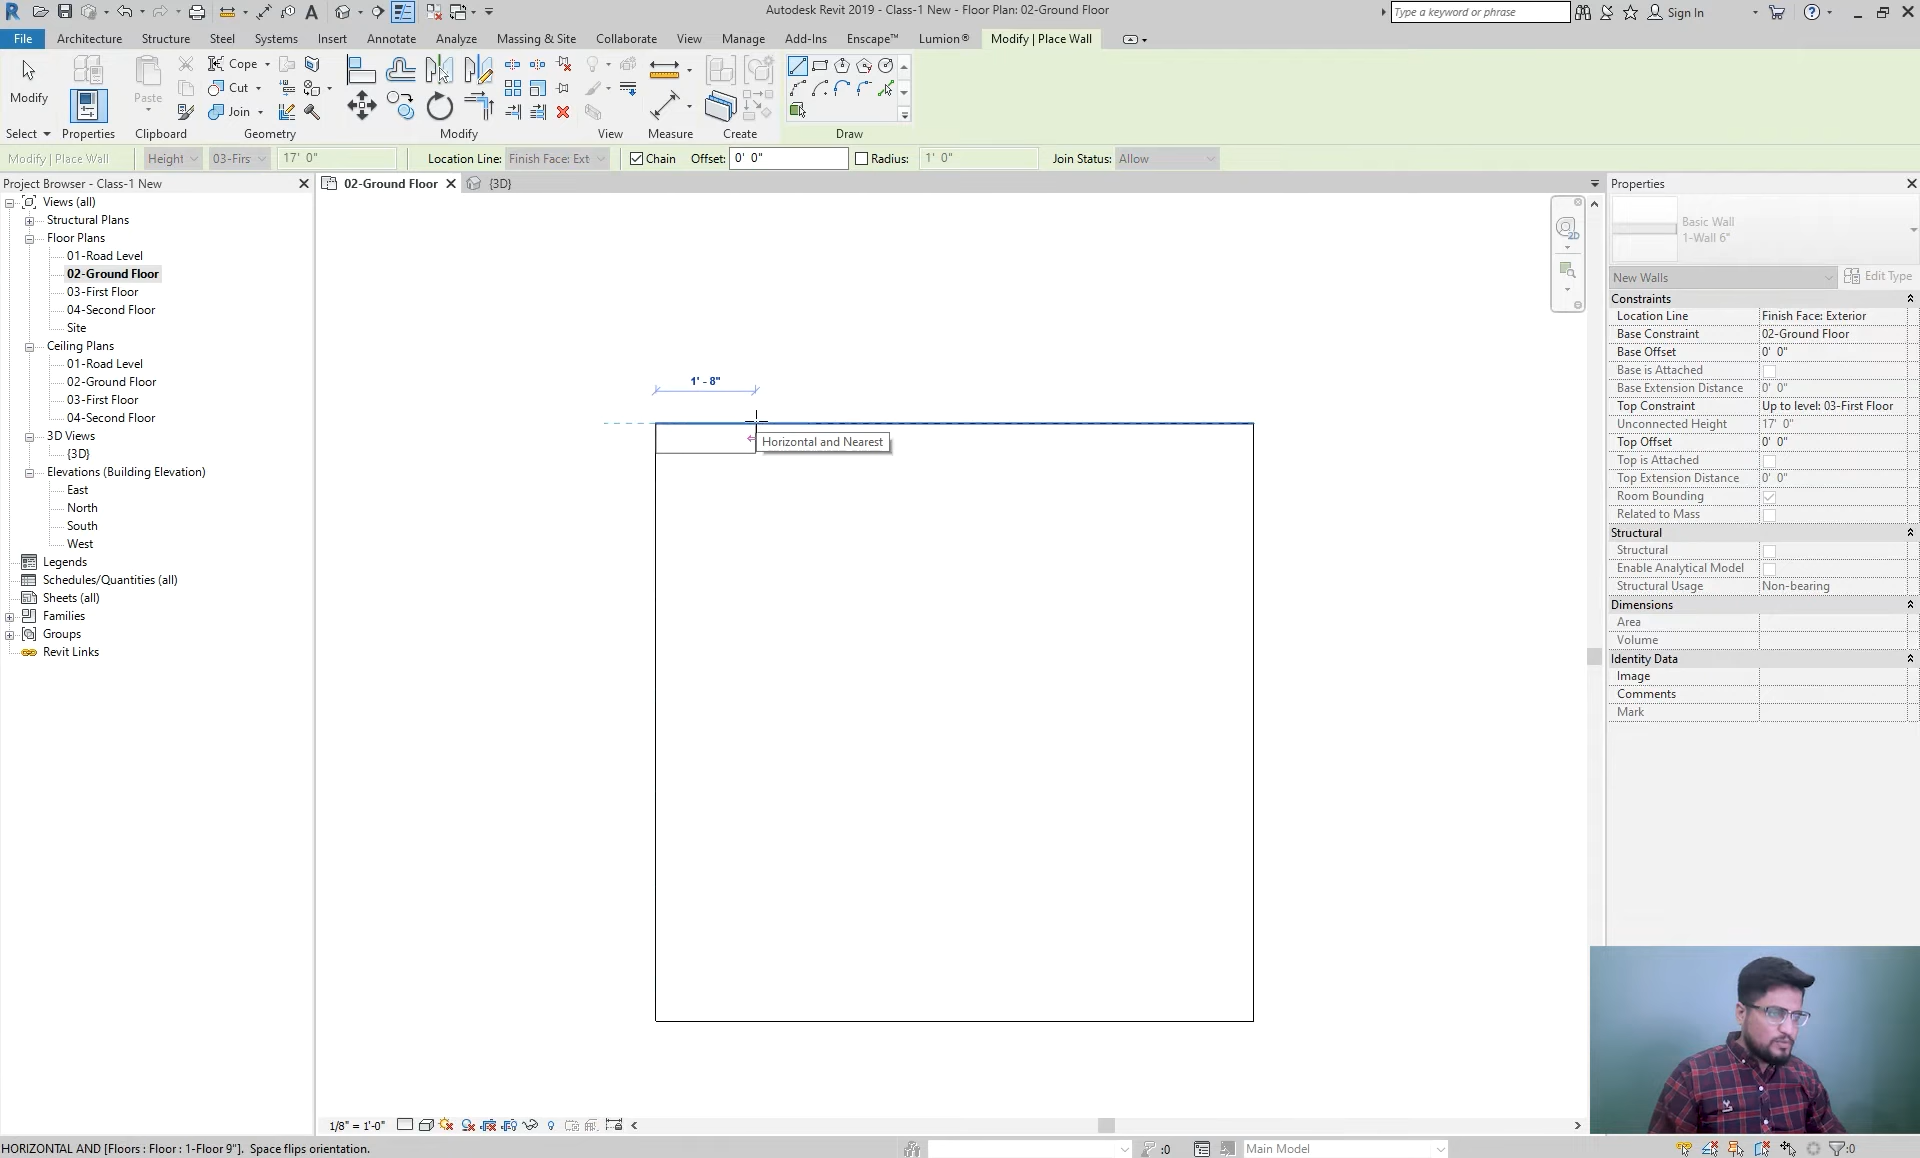 Autodesk Revit 2019 - Class-1 New - Floor Plan: 02-Ground Floor
Type a keyword or phrase
Sign In
File Architecture Structure Steel Systems Insert Annotate Analyze Massing & Site Collaborate View Manage Add-Ins Enscape™ Lumion® Modify | Place Wall
Modify
Paste
Cope
Cut
Join
Select Properties Clipboard Geometry Modify View Measure Create Draw
Modify | Place Wall Height 03-Firs 17' 0" Location Line: Finish Face: Ext Chain Offset: 0' 0" Radius: 1' 0" Join Status: Allow
Project Browser - Class-1 New
Views (all)
Structural Plans
Floor Plans
01-Road Level
02-Ground Floor
03-First Floor
04-Second Floor
Site
Ceiling Plans
01-Road Level
02-Ground Floor
03-First Floor
04-Second Floor
3D Views
{3D}
Elevations (Building Elevation)
East
North
South
West
Legends
Schedules/Quantities (all)
Sheets (all)
Families
Groups
Revit Links
02-Ground Floor {3D}
2D
1' - 8"
Horizontal and Nearest
Properties
Basic Wall
1-Wall 6"
New Walls Edit Type
Constraints
Location Line Finish Face: Exterior
Base Constraint 02-Ground Floor
Base Offset 0' 0"
Base is Attached
Base Extension Distance 0' 0"
Top Constraint Up to level: 03-First Floor
Unconnected Height 17' 0"
Top Offset 0' 0"
Top is Attached
Top Extension Distance 0' 0"
Room Bounding
Related to Mass
Structural
Structural
Enable Analytical Model
Structural Usage Non-bearing
Dimensions
Area
Volume
Identity Data
Image
Comments
Mark
1/8" = 1'-0"
HORIZONTAL AND [Floors : Floor : 1-Floor 9"]. Space flips orientation.
:0
Main Model
:0